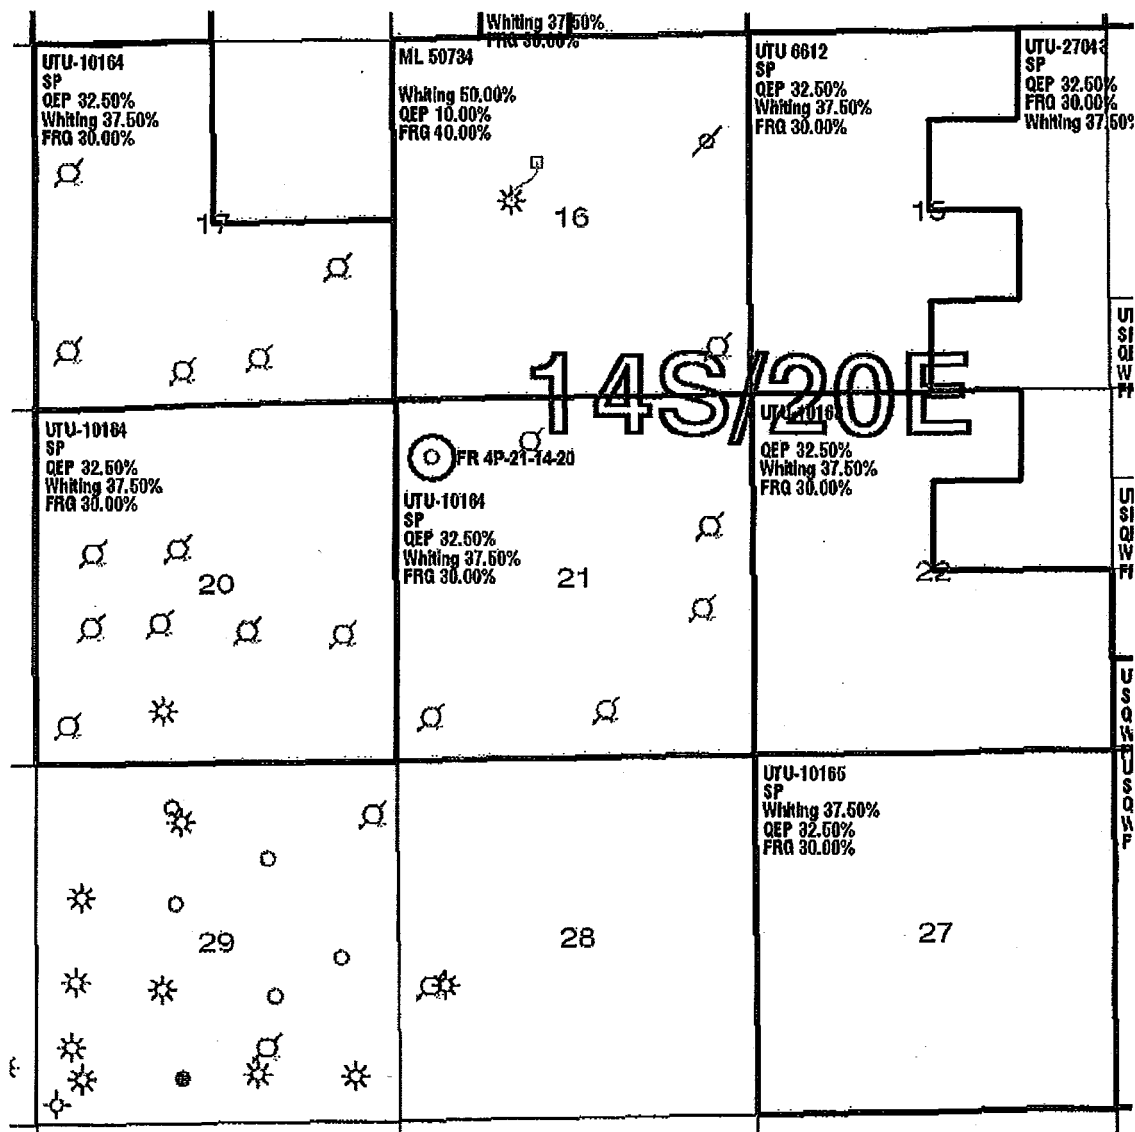 Whiting 37.50%
FRG 30.00%
UTU-10164
SP
QEP 32.50%
Whiting 37.50%
FRG 30.00%
ML 50734
Whiting 50.00%
QEP 10.00%
FRG 40.00%
UTU 6612
SP
QEP 32.50%
Whiting 37.50%
FRG 30.00%
UTU-27043
SP
QEP 32.50%
FRG 30.00%
Whiting 37.50%
17
16
15
14S/20E
UTU-10164
SP
QEP 32.50%
Whiting 37.50%
FRG 30.00%
FR 4P-21-14-20
UTU-10164
SP
QEP 32.50%
Whiting 37.50%
FRG 30.00%
QEP 32.50%
Whiting 37.50%
FRG 30.00%
20
21
22
UTU-10165
SP
Whiting 37.50%
QEP 32.50%
FRG 30.00%
29
28
27